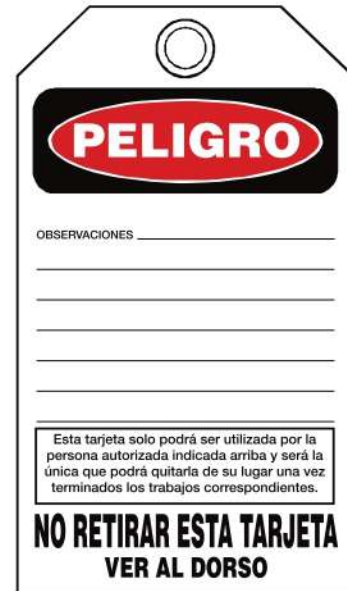 PELIGRO
OBSERVACIONES
Esta tarjeta solo podrá ser utilizada por la
persona autorizada indicada arriba y será la
única que podrá quitarla de su lugar una vez
terminados los trabajos correspondientes.
NO RETIRAR ESTA TARJETA
VER AL DORSO